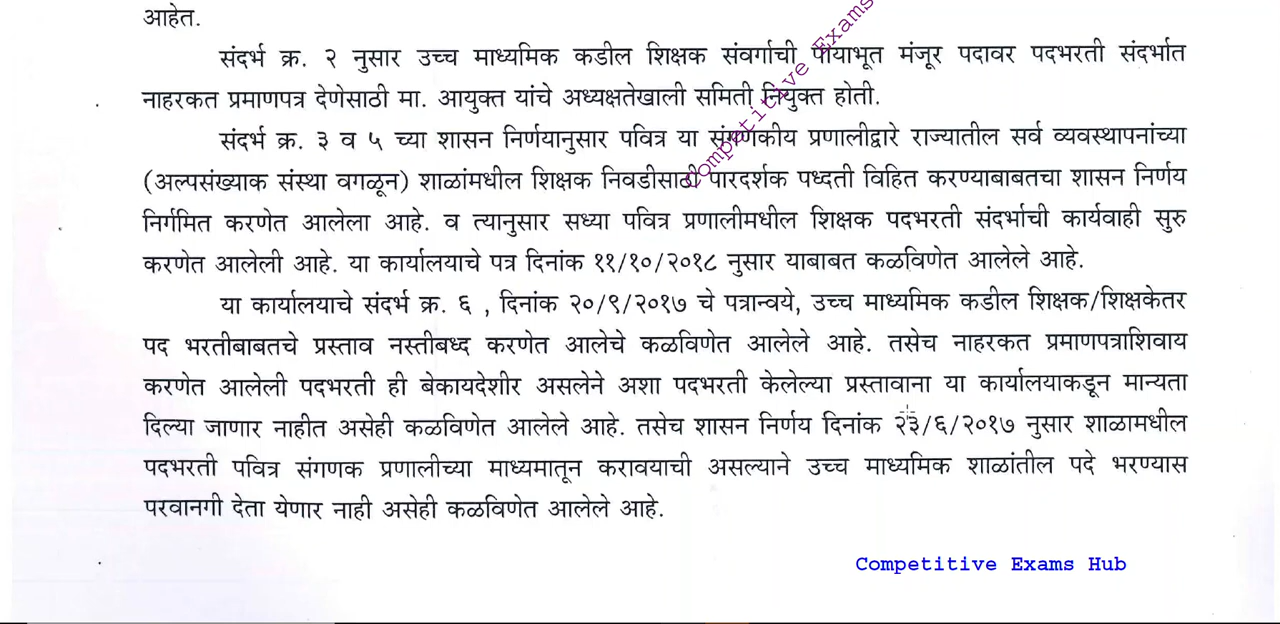 आहेत.
संदर्भ क्र. २ नुसार उच्च माध्यमिक कडील शिक्षक संवर्गाची पायाभूत मंजूर पदावर पदभरती संदर्भात
नाहरकत प्रमाणपत्र देणेसाठी मा. आयुक्त यांचे अध्यक्षतेखाली समिती नियुक्त होती.
संदर्भ क्र. ३ व ५ च्या शासन निर्णयानुसार पवित्र या संगणकीय प्रणालीद्वारे राज्यातील सर्व व्यवस्थापनांच्या
(अल्पसंख्याक संस्था वगळून) शाळांमधील शिक्षक निवडीसाठी पारदर्शक पध्दती विहित करण्याबाबतचा शासन निर्णय
निर्गमित करणेत आलेला आहे. व त्यानुसार सध्या पवित्र प्रणालीमधील शिक्षक पदभरती संदर्भाची कार्यवाही सुरु
करणेत आलेली आहे. या कार्यालयाचे पत्र दिनांक ११/१०/२०१८ नुसार याबाबत कळविणेत आलेले आहे.
या कार्यालयाचे संदर्भ क्र. ६ , दिनांक २०/९/२०१७ चे पत्रान्वये, उच्च माध्यमिक कडील शिक्षक/शिक्षकेतर
पद भरतीबाबतचे प्रस्ताव नस्तीबध्द करणेत आलेचे कळविणेत आलेले आहे. तसेच नाहरकत प्रमाणपत्राशिवाय
करणेत आलेली पदभरती ही बेकायदेशीर असलेने अशा पदभरती केलेल्या प्रस्तावाना या कार्यालयाकडून मान्यता
दिल्या जाणार नाहीत असेही कळविणेत आलेले आहे. तसेच शासन निर्णय दिनांक २३/६/२०१७ नुसार शाळामधील
पदभरती पवित्र संगणक प्रणालीच्या माध्यमातून करावयाची असल्याने उच्च माध्यमिक शाळांतील पदे भरण्यास
परवानगी देता येणार नाही असेही कळविणेत आलेले आहे.
Competitive Exams
Competitive Exams Hub